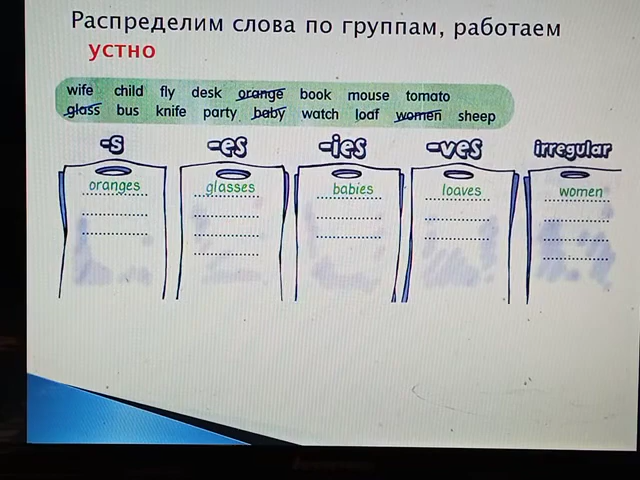 Распределим слова по группам, работаем
устно
wife child fly desk orange book mouse tomato
glass bus knife party baby watch loaf women sheep
-s -es -ies -ves irregular
oranges glasses babies loaves women